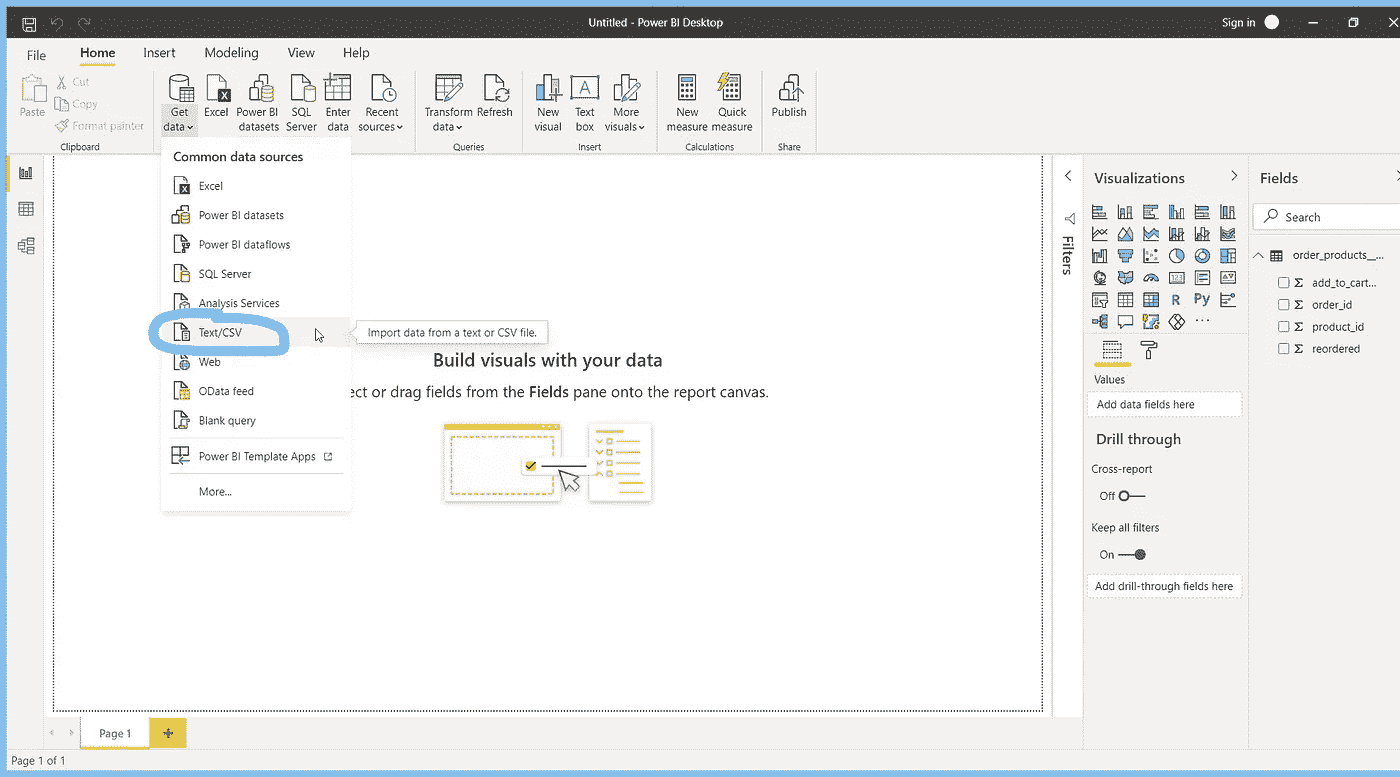 Untitled - Power BI Desktop
Sign in
File Home Insert Modeling View Help
Paste
Cut
Copy
Format painter
Clipboard
Get data
Excel
Power BI datasets
SQL Server
Enter data
Recent sources
Transform data
Refresh
Queries
New visual
Text box
More visuals
Insert
New measure
Quick measure
Calculations
Publish
Share
Common data sources
Excel
Power BI datasets
Power BI dataflows
SQL Server
Analysis Services
Text/CSV
Import data from a text or CSV file.
Web
OData feed
Blank query
Power BI Template Apps
More...
Build visuals with your data
ect or drag fields from the Fields pane onto the report canvas.
Filters
Visualizations
R
Py
...
Values
Add data fields here
Drill through
Cross-report
Off
Keep all filters
On
Add drill-through fields here
Fields
Search
order_products__...
Σ add_to_cart...
Σ order_id
Σ product_id
Σ reordered
Page 1
Page 1 of 1